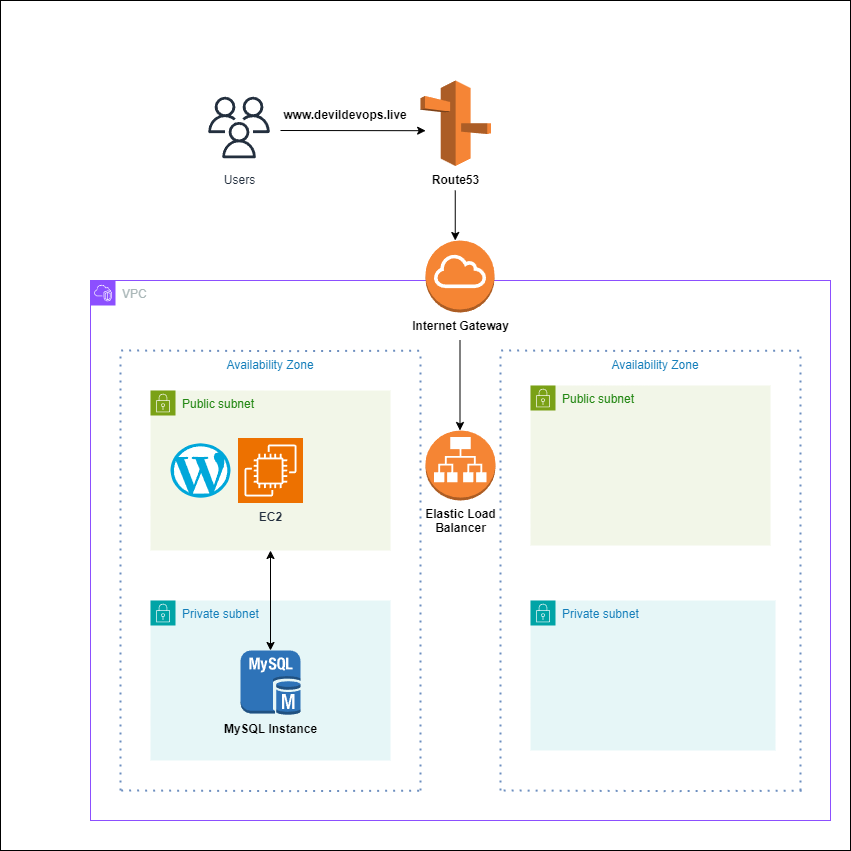 www.devildevops.live
Users
Route53
VPC
Internet Gateway
Availability Zone
Public subnet
W
EC2
Private subnet
MySQL
M
MySQL Instance
Elastic Load
Balancer
Availability Zone
Public subnet
Private subnet